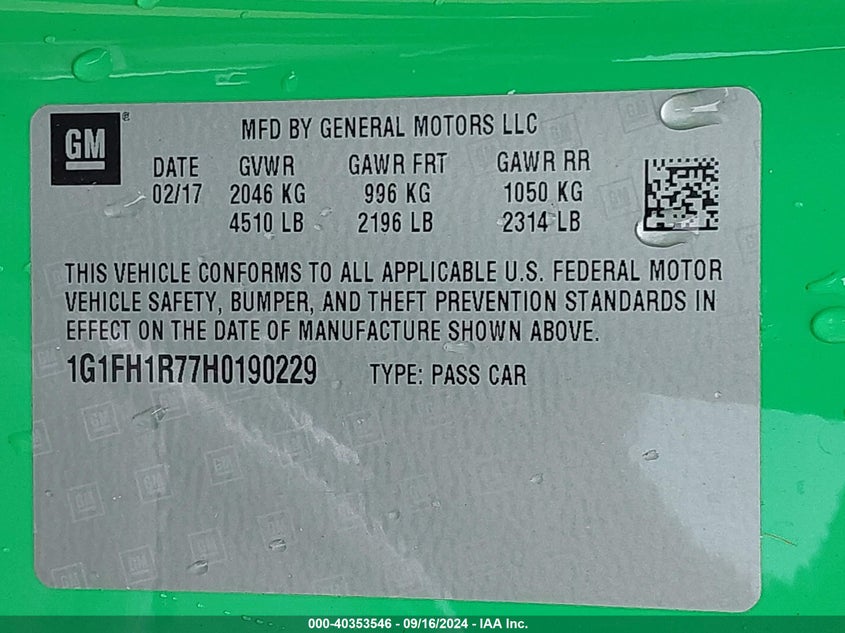 GM ®
MFD BY GENERAL MOTORS LLC
DATE GVWR GAWR FRT GAWR RR
02/17 2046 KG 996 KG 1050 KG
4510 LB 2196 LB 2314 LB
THIS VEHICLE CONFORMS TO ALL APPLICABLE U.S. FEDERAL MOTOR
VEHICLE SAFETY, BUMPER, AND THEFT PREVENTION STANDARDS IN
EFFECT ON THE DATE OF MANUFACTURE SHOWN ABOVE.
1G1FH1R77H0190229 TYPE: PASS CAR
000-40353546 - 09/16/2024 - IAA Inc.